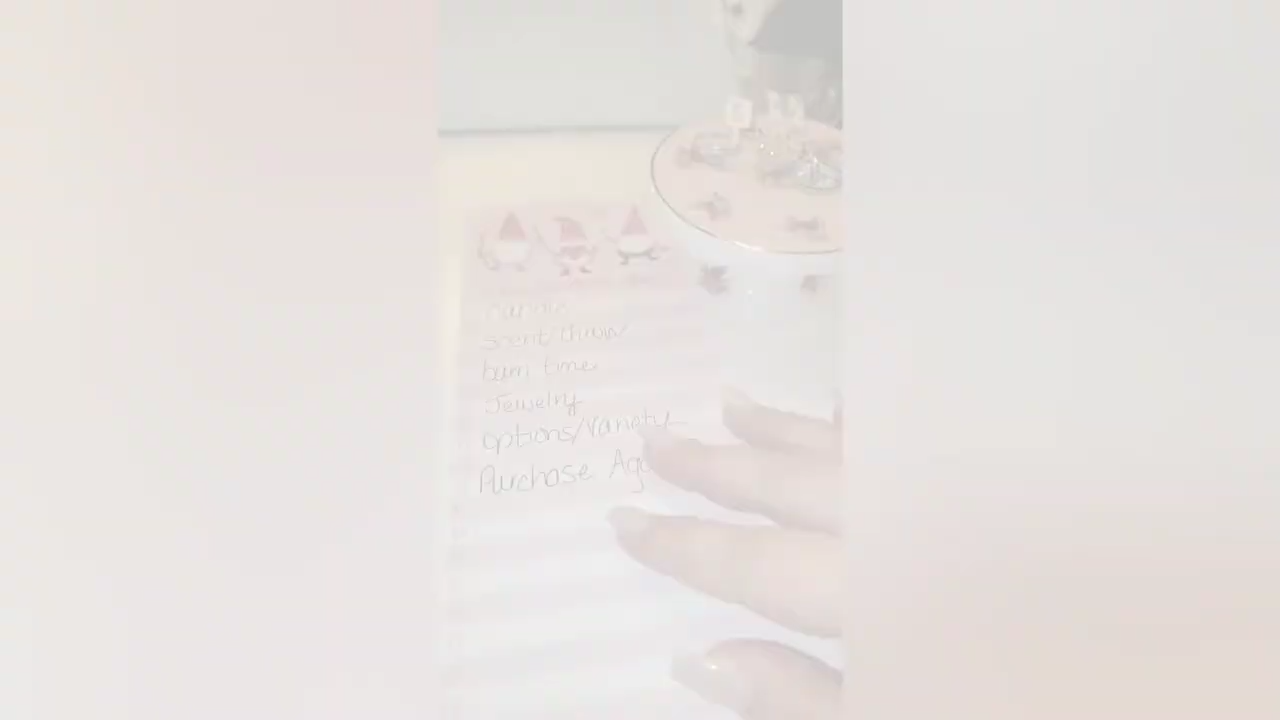 scent throw
burn time
Jewelry
Options/Variety
Purchase